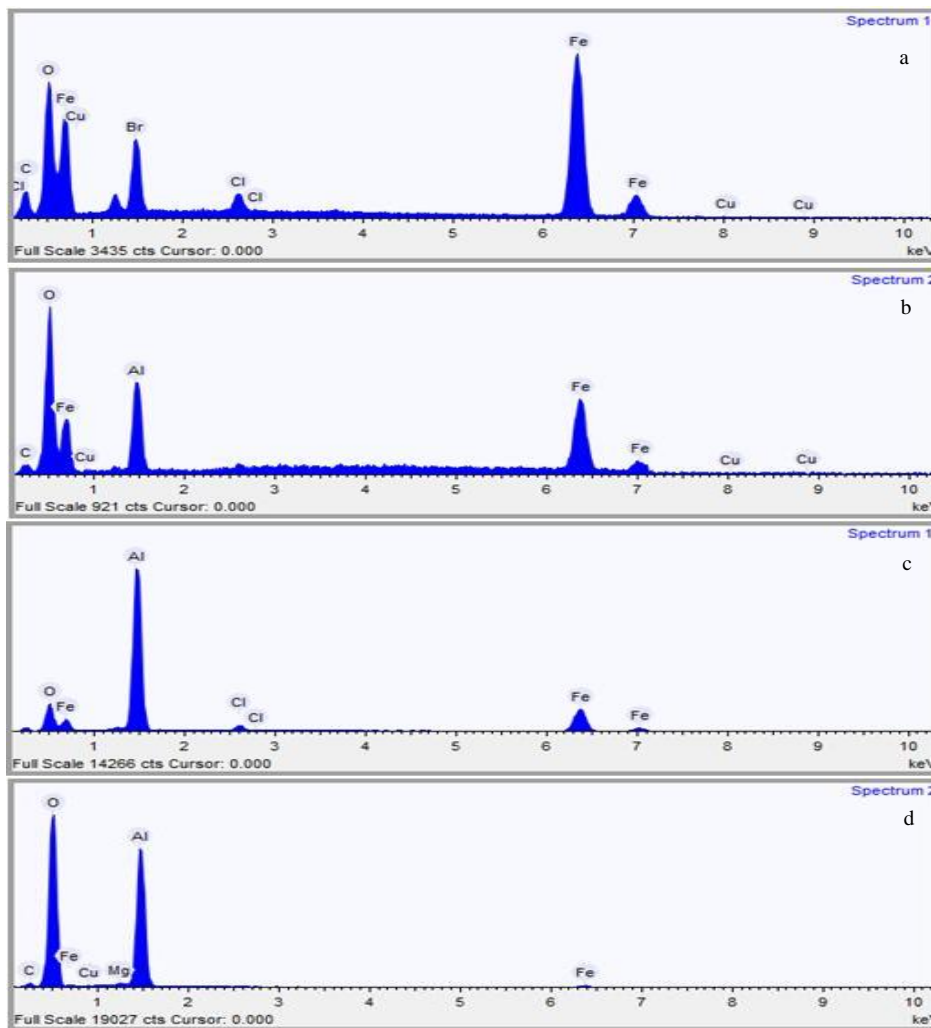 Spectrum 1
a
Fe
O
Fe
Cu
Br
C
Cl
Cl
Cl
Fe
Cu
Cu
1 2 3 4 5 6 7 8 9 10
Full Scale 3435 cts Cursor: 0.000
keV
Spectrum 2
b
O
Al
Fe
Fe
C
Cu
Fe
Cu
Cu
1 2 3 4 5 6 7 8 9 10
Full Scale 921 cts Cursor: 0.000
keV
Spectrum 1
c
Al
O
Fe
Cl
Cl
Fe
Fe
1 2 3 4 5 6 7 8 9 10
Full Scale 14266 cts Cursor: 0.000
keV
Spectrum 2
d
O
Al
Fe
C
Cu
Mg
Fe
1 2 3 4 5 6 7 8 9 10
Full Scale 19027 cts Cursor: 0.000
keV